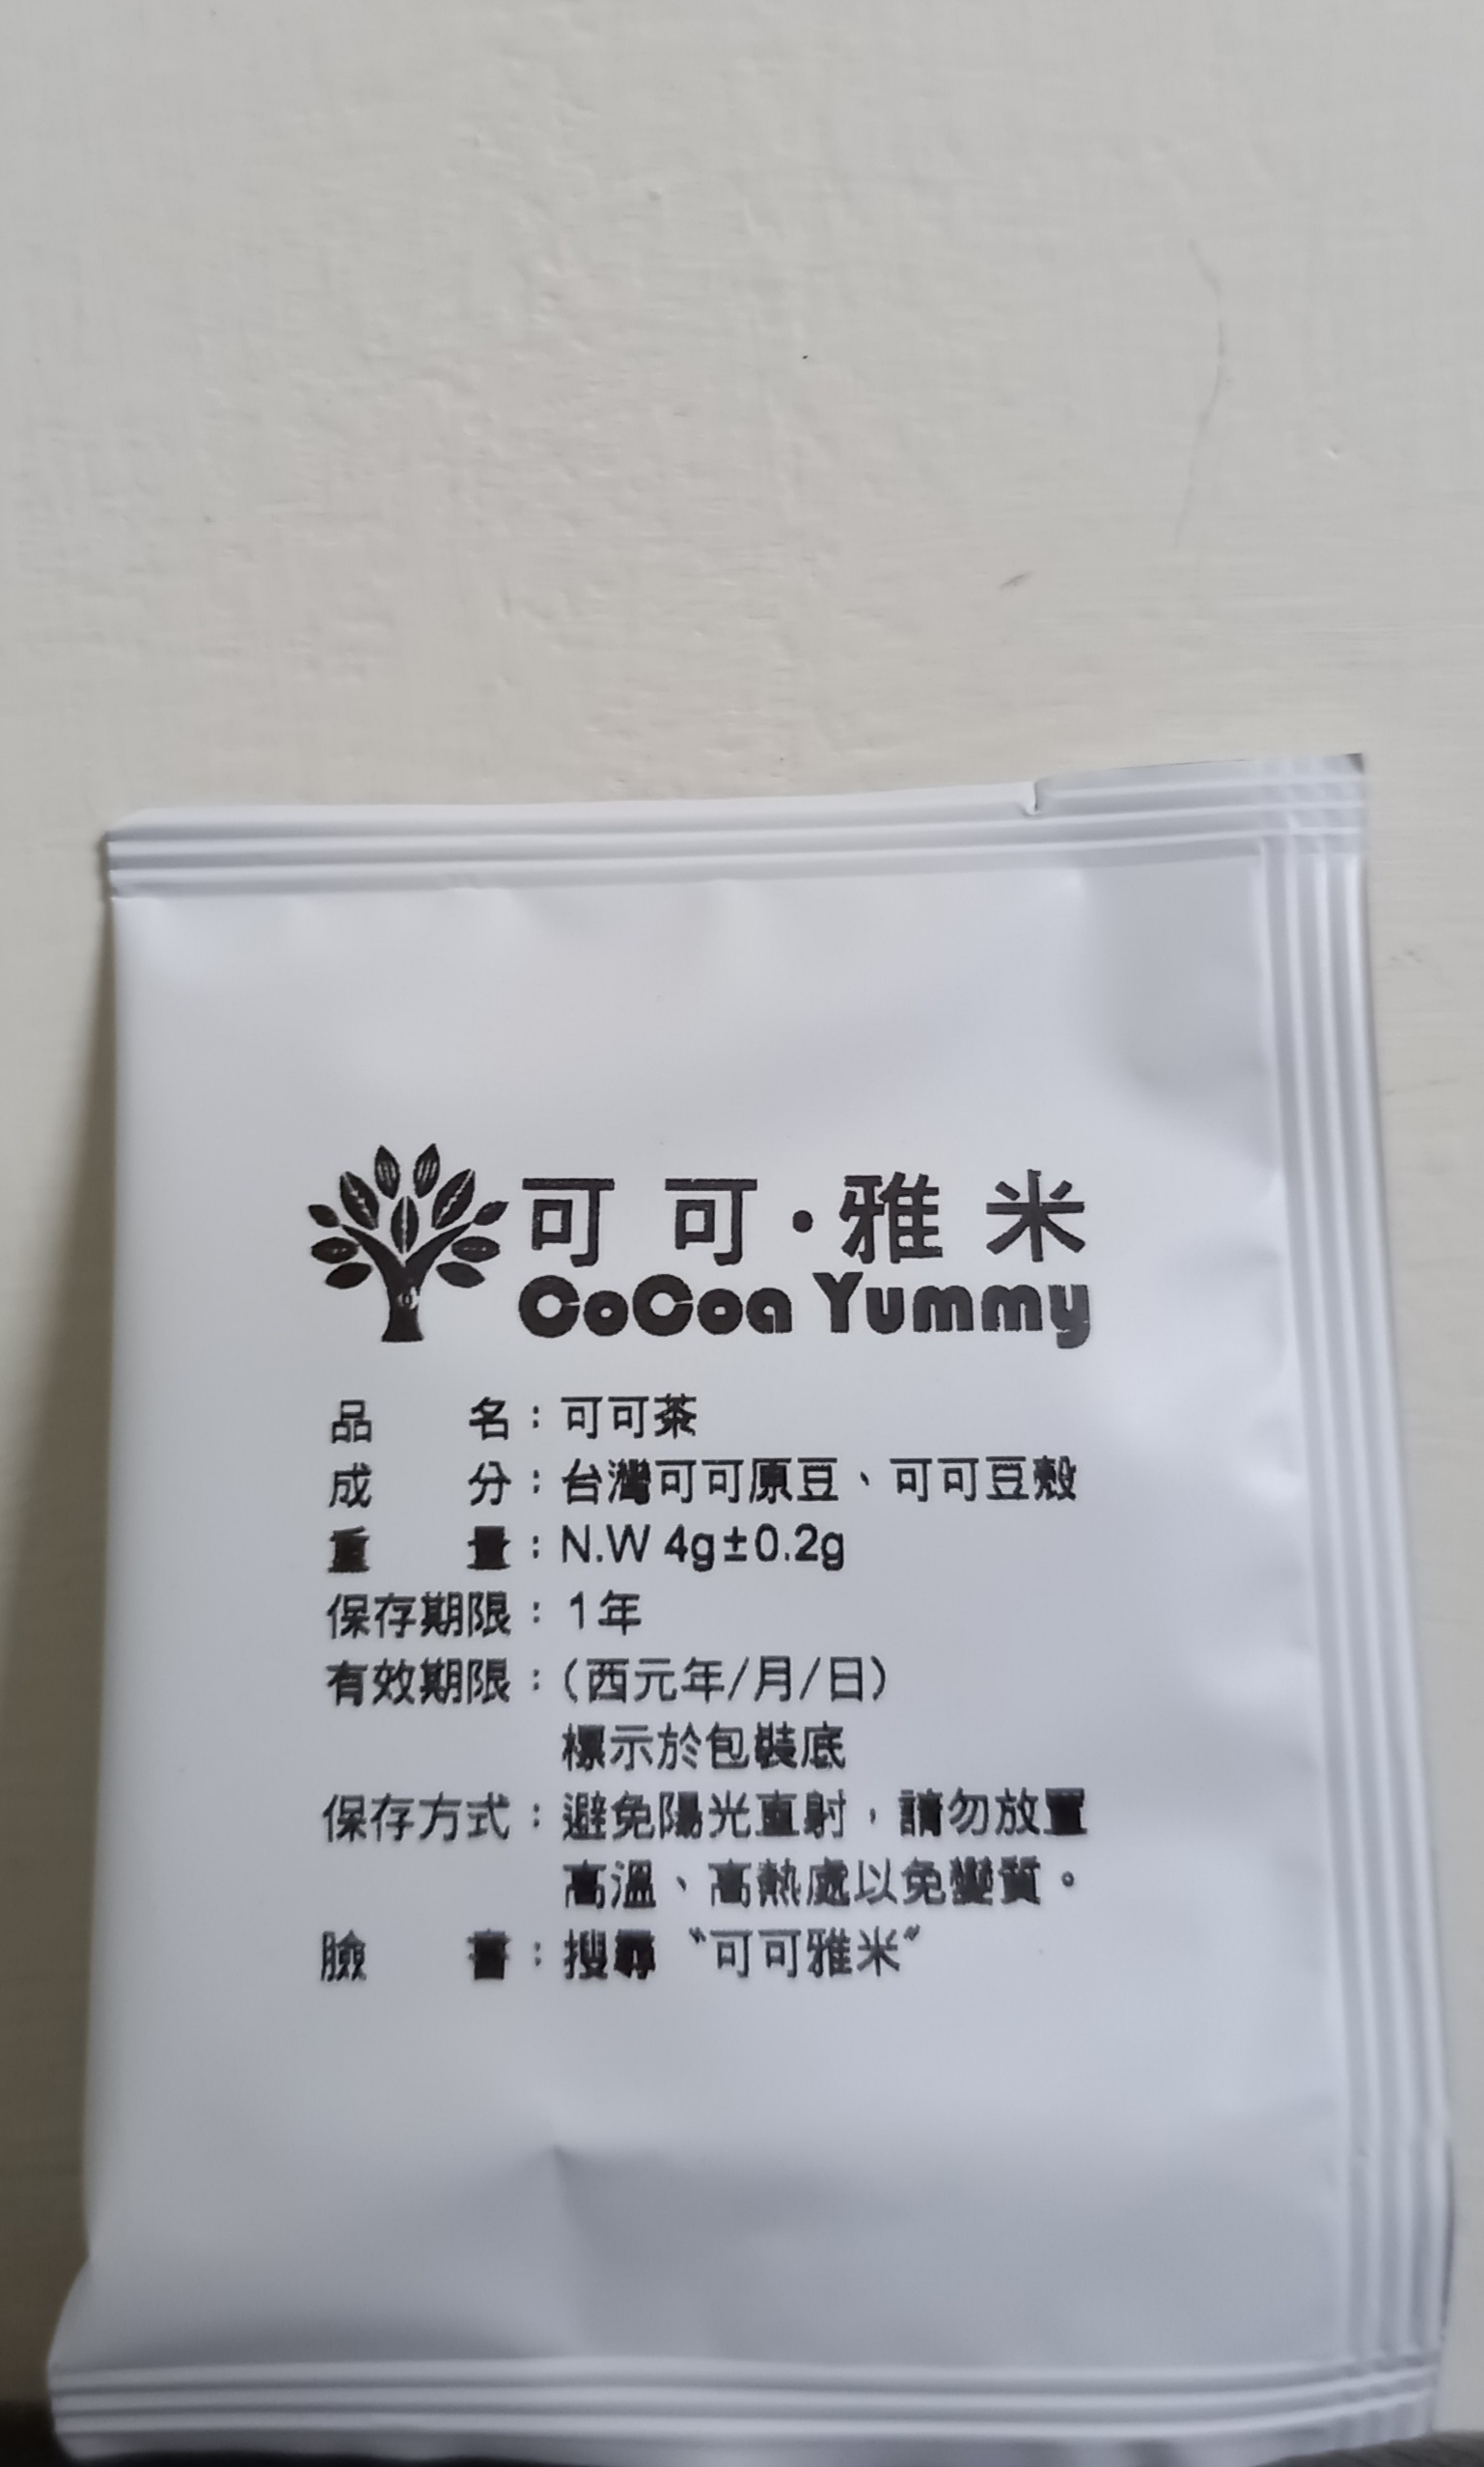 可可·雅米
CoCoa Yummy
品名：可可茶
成分：台灣可可原豆、可可豆殼
重量：N.W 4g±0.2g
保存期限：1年
有效期限：（西元年/月/日）
標示於包裝底
保存方式：避免陽光直射，請勿放置
高溫、高熱處以免變質。
臉書：搜尋〝可可雅米〞